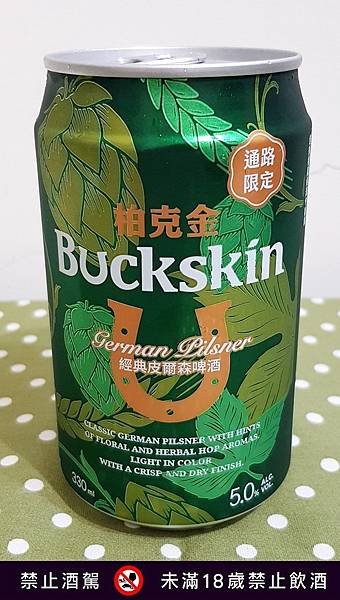 通路
限定
柏克金
Buckskin
German Pilsner
經典皮爾森啤酒
CLASSIC GERMAN PILSNER WITH HINTS
OF FLORAL AND HERBAL HOP AROMAS.
LIGHT IN COLOR
WITH A CRISP AND DRY FINISH.
330ml
5.0% ALC. VOL.
禁止酒駕 未滿18歲禁止飲酒